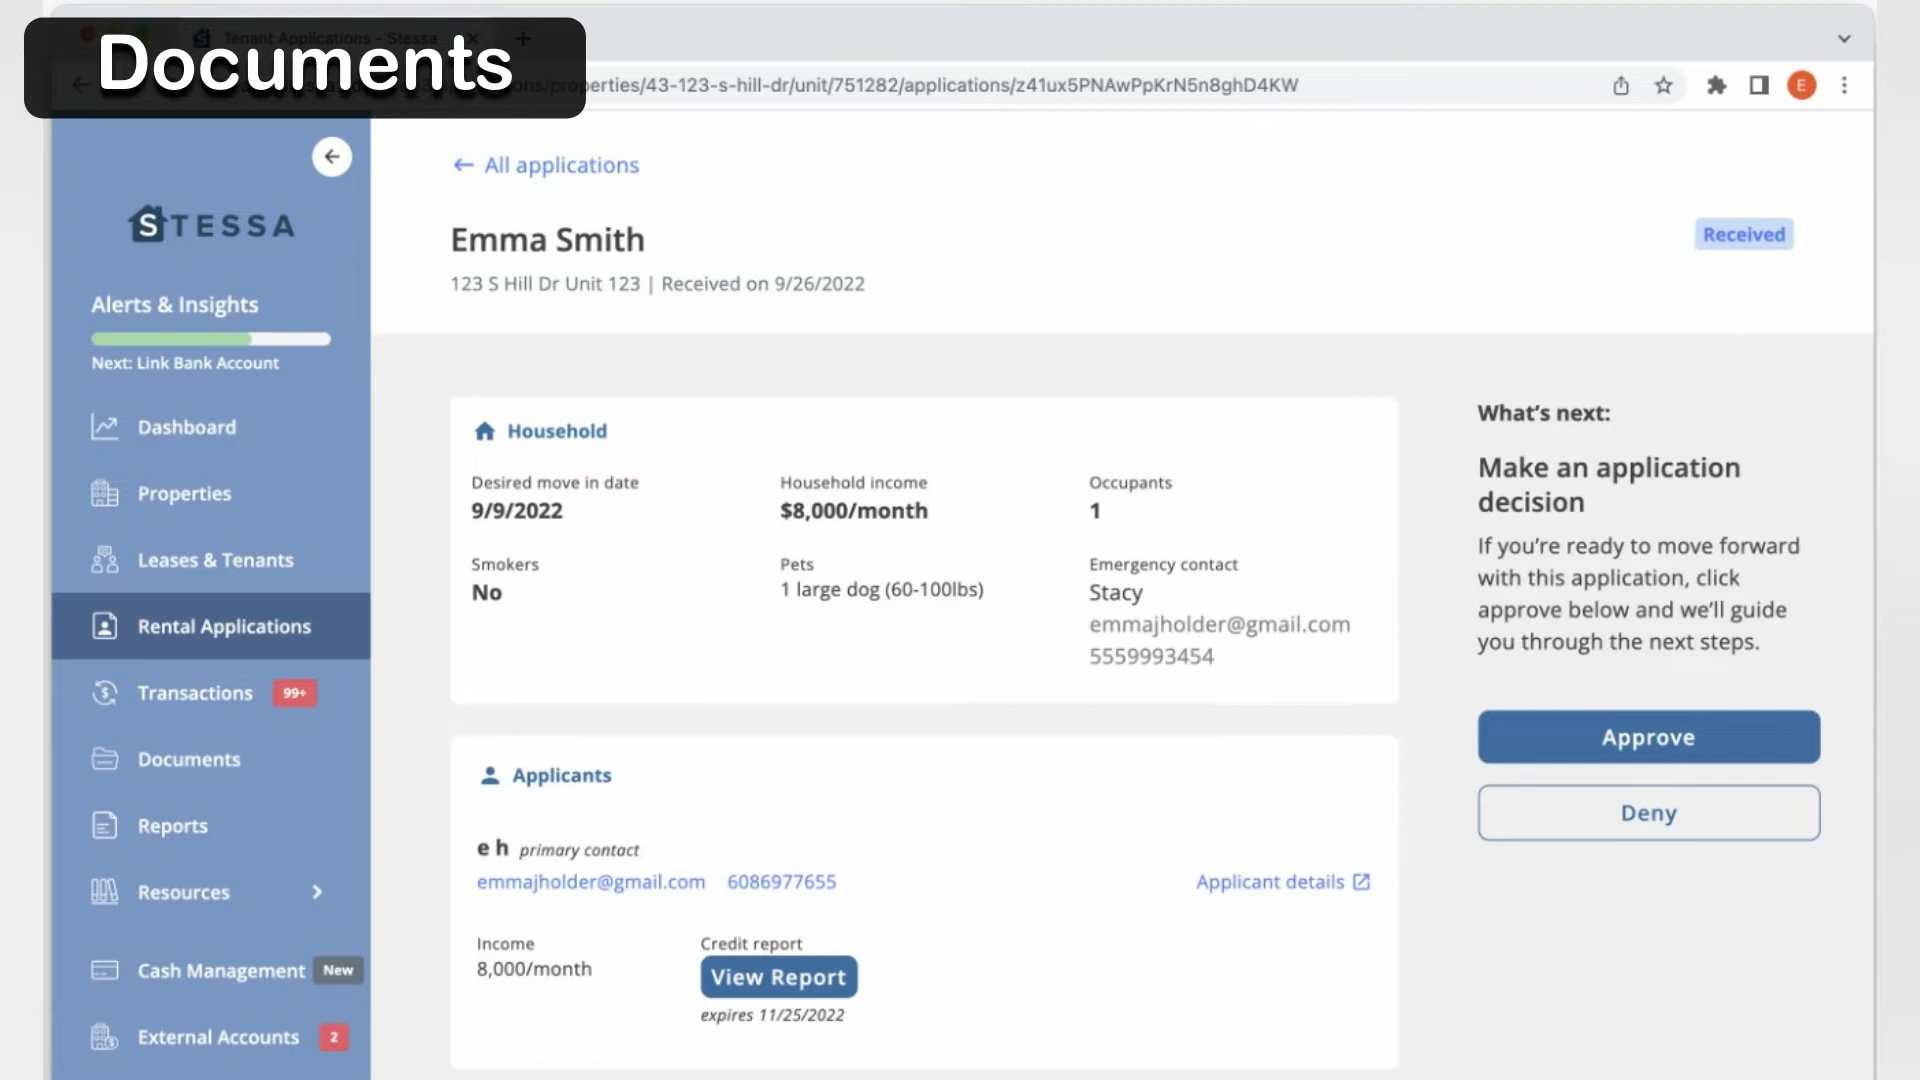 Documents
Tenant Applications - Stessa
ons/properties/43-123-s-hill-dr/unit/751282/applications/z41ux5PNAwPpKrN5n8ghD4KW
E
STESSA
Alerts & Insights
Next: Link Bank Account
Dashboard
Properties
Leases & Tenants
Rental Applications
Transactions 99+
Documents
Reports
Resources
Cash Management New
External Accounts 2
← All applications
Emma Smith
Received
123 S Hill Dr Unit 123 | Received on 9/26/2022
Household
Desired move in date Household income Occupants
9/9/2022 $8,000/month 1
Smokers Pets Emergency contact
No 1 large dog (60-100lbs) Stacy
emmajholder@gmail.com
5559993454
Applicants
e h primary contact
emmajholder@gmail.com 6086977655 Applicant details
Income Credit report
8,000/month View Report
expires 11/25/2022
What's next:
Make an application
decision
If you're ready to move forward
with this application, click
approve below and we'll guide
you through the next steps.
Approve
Deny